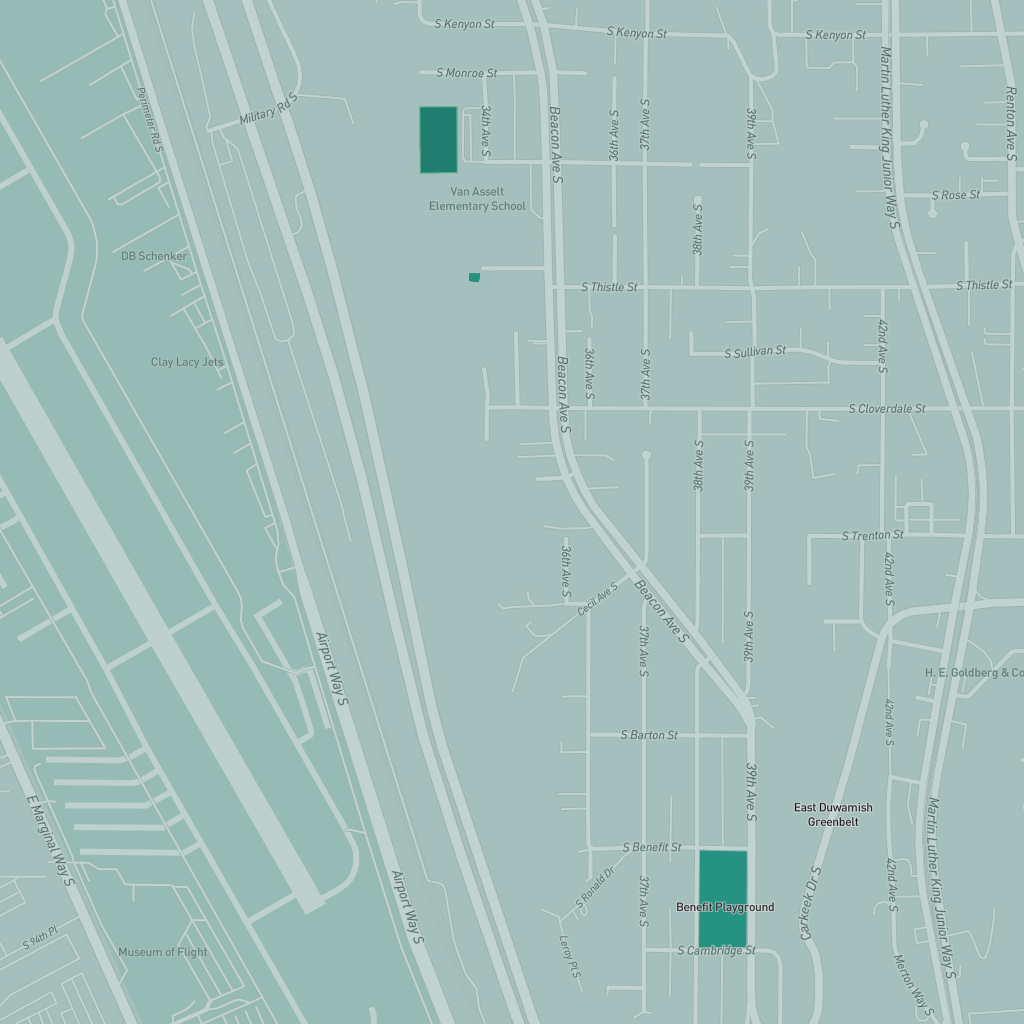 S Kenyon St
S Kenyon St
S Kenyon St
S Monroe St
Military Rd S
Perimeter Rd S
34th Ave S
Beacon Ave S
36th Ave S
37th Ave S
39th Ave S
Martin Luther King Junior Way S
Renton Ave S
Van Asselt
Elementary School
S Rose St
38th Ave S
DB Schenker
S Thistle St
S Thistle St
Clay Lacy Jets
Beacon Ave S
36th Ave S
37th Ave S
S Sullivan St
42nd Ave S
S Cloverdale St
38th Ave S
39th Ave S
S Trenton St
36th Ave S
Cecil Ave S
Beacon Ave S
42nd Ave S
37th Ave S
39th Ave S
Airport Way S
H. E. Goldberg & Co
42nd Ave S
S Barton St
39th Ave S
East Duwamish
Greenbelt
E Marginal Way S
Martin Luther King Junior Way S
S Benefit St
S Ronald Dr
37th Ave S
42nd Ave S
Airport Way S
Carkeek Dr S
Benefit Playground
S 94th Pl
Museum of Flight
S Cambridge St
Leroy Pl S
Merton Way S